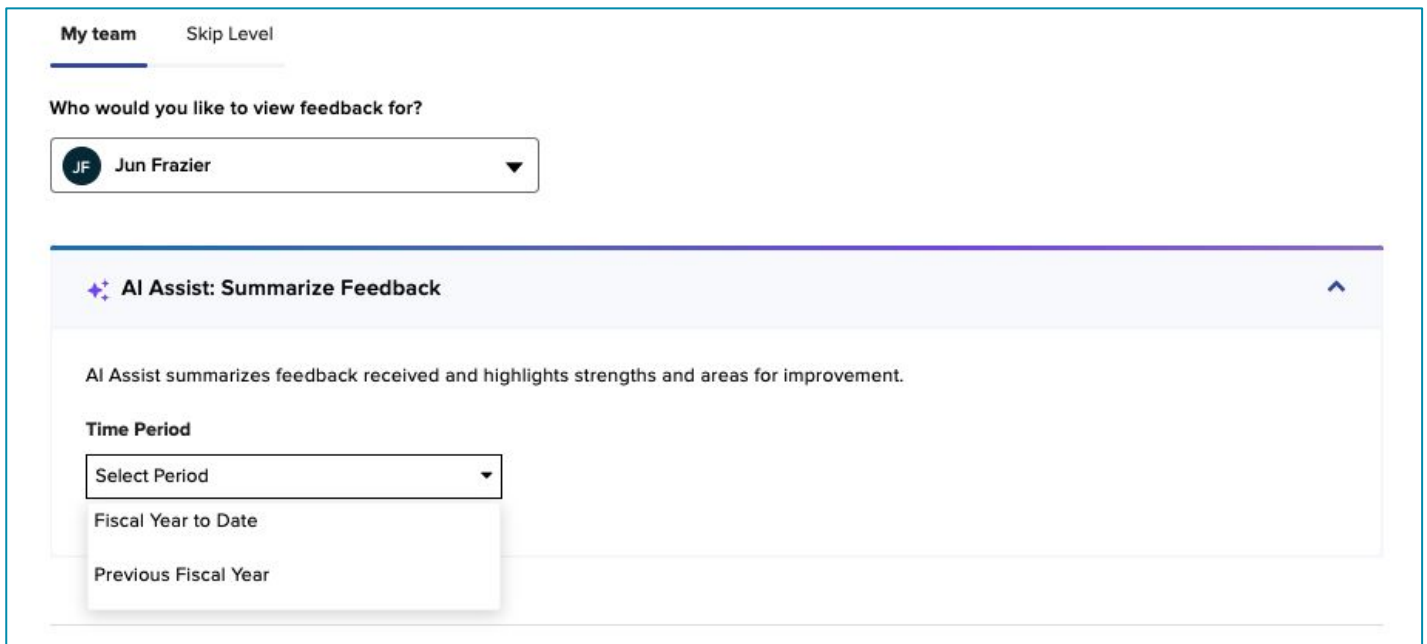 My team Skip Level
Who would you like to view feedback for?
JF Jun Frazier
AI Assist: Summarize Feedback
AI Assist summarizes feedback received and highlights strengths and areas for improvement.
Time Period
Select Period
Fiscal Year to Date
Previous Fiscal Year